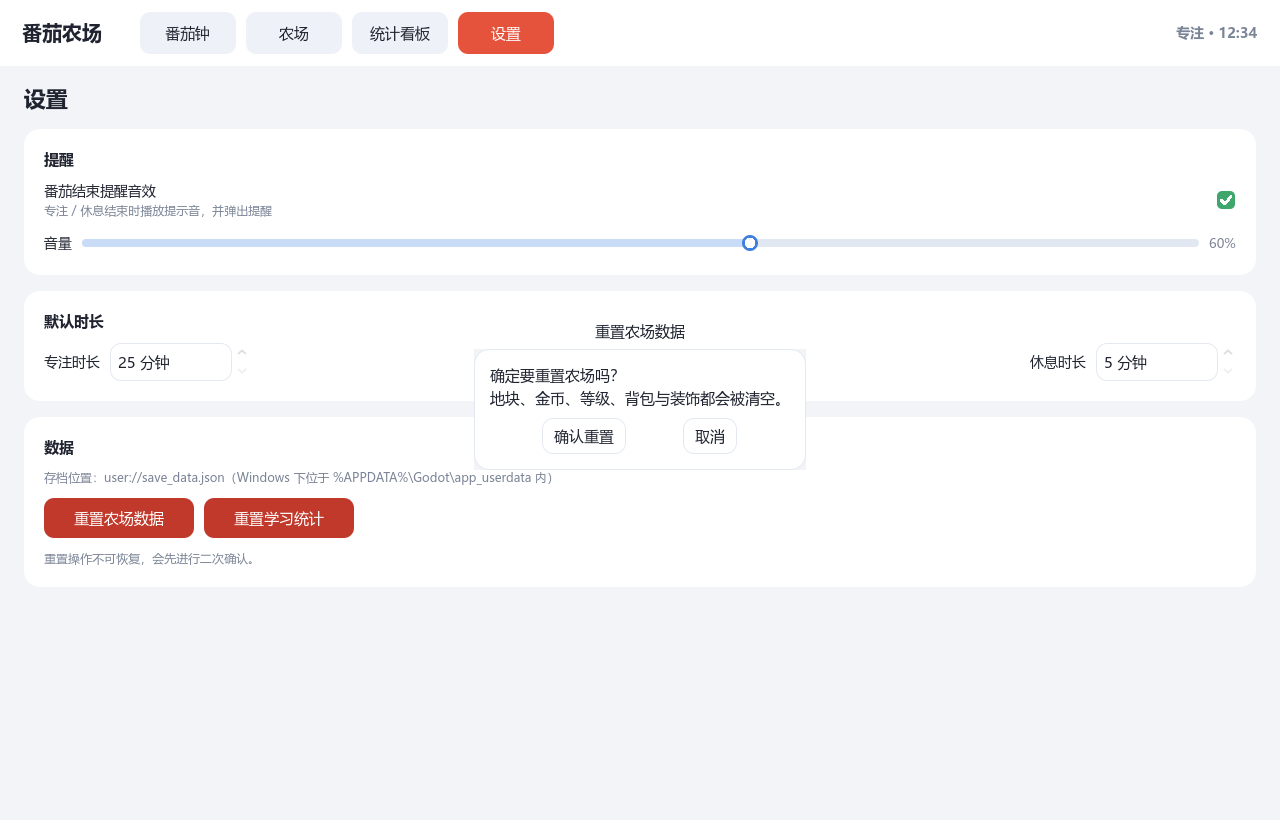 番茄农场
番茄钟
农场
统计看板
设置
专注 • 12:34
设置
提醒
番茄结束提醒音效
专注 / 休息结束时播放提示音，并弹出提醒
音量
60%
默认时长
专注时长
25 分钟
休息时长
5 分钟
重置农场数据
确定要重置农场吗？
地块、金币、等级、背包与装饰都会被清空。
确认重置
取消
数据
存档位置：user://save_data.json（Windows 下位于 %APPDATA%\Godot\app_userdata 内）
重置农场数据
重置学习统计
重置操作不可恢复，会先进行二次确认。